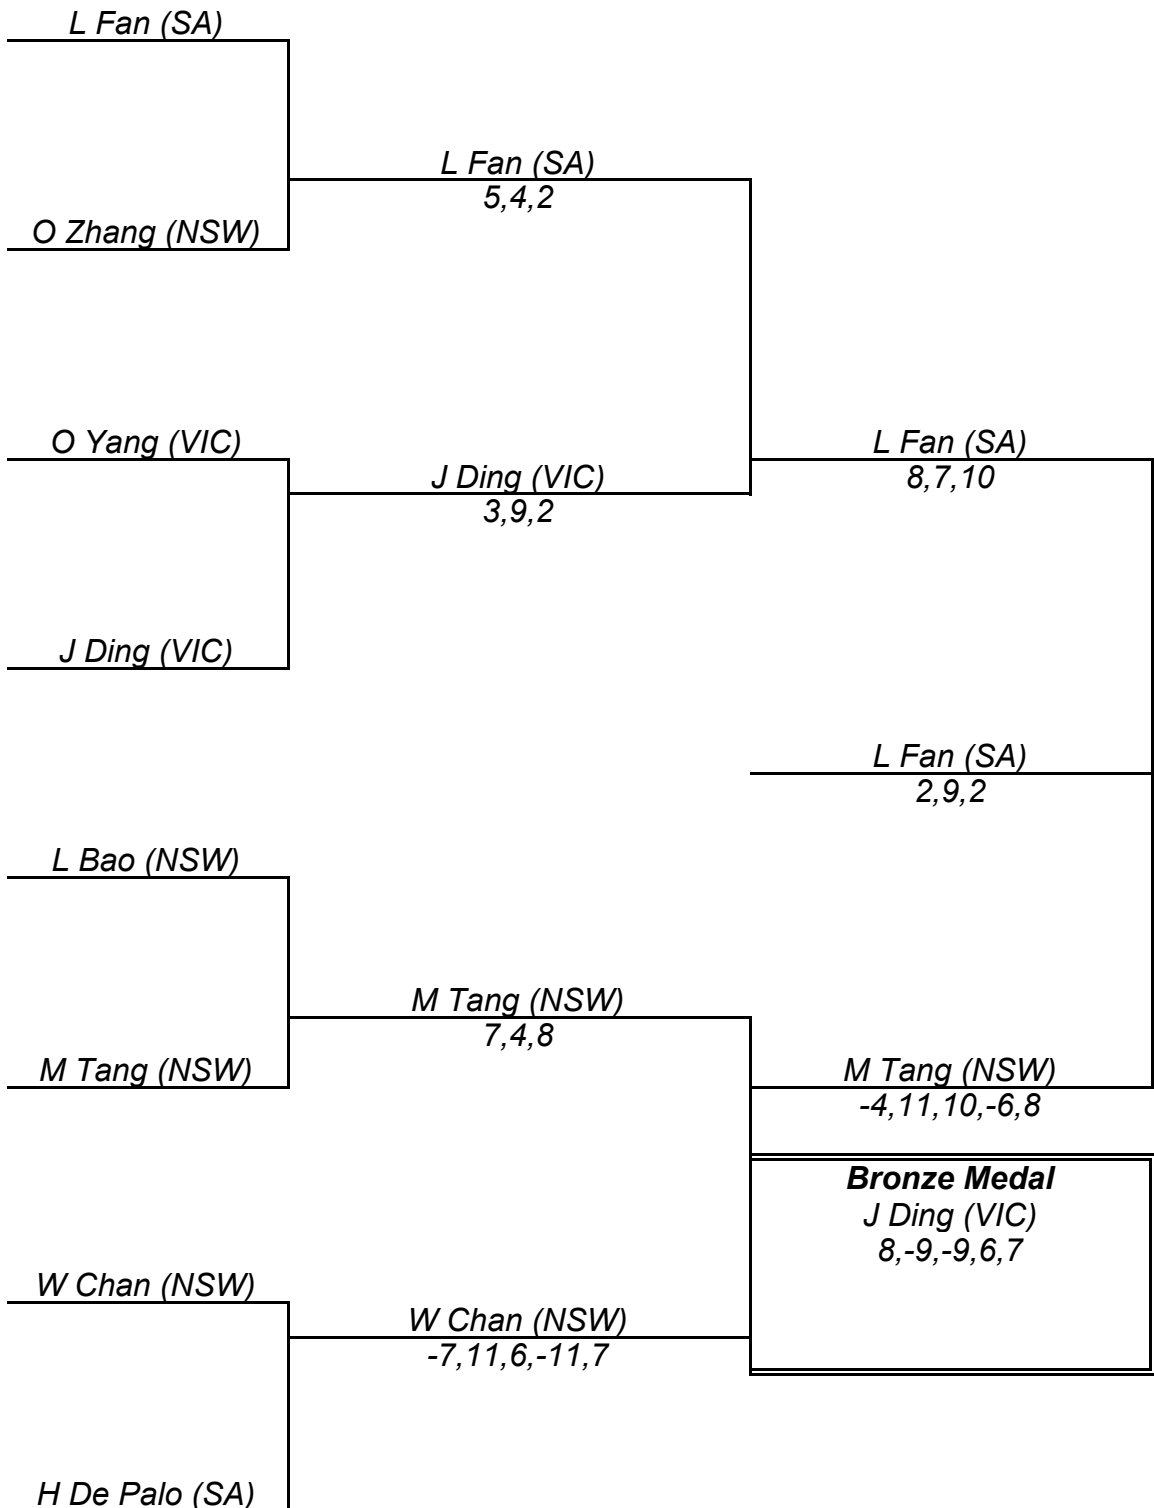 L Fan (SA)
L Fan (SA)
5,4,2
O Zhang (NSW)
O Yang (VIC)
L Fan (SA)
8,7,10
J Ding (VIC)
3,9,2
J Ding (VIC)
L Fan (SA)
2,9,2
L Bao (NSW)
M Tang (NSW)
7,4,8
M Tang (NSW)
M Tang (NSW)
-4,11,10,-6,8
Bronze Medal
J Ding (VIC)
8,-9,-9,6,7
W Chan (NSW)
W Chan (NSW)
-7,11,6,-11,7
H De Palo (SA)